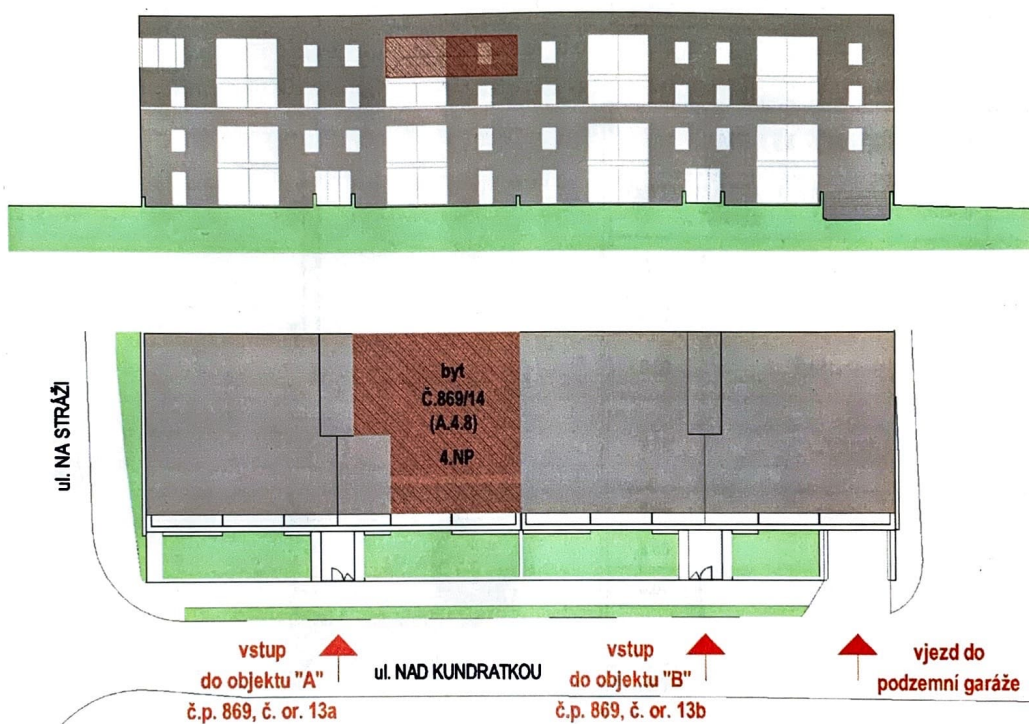 byt
Č.869/14
(A.4.8)
4.NP
ul. NA STRÁŽI
vstup
do objektu "A"
č.p. 869, č. or. 13a
ul. NAD KUNDRATKOU
vstup
do objektu "B"
č.p. 869, č. or. 13b
vjezd do
podzemní garáže